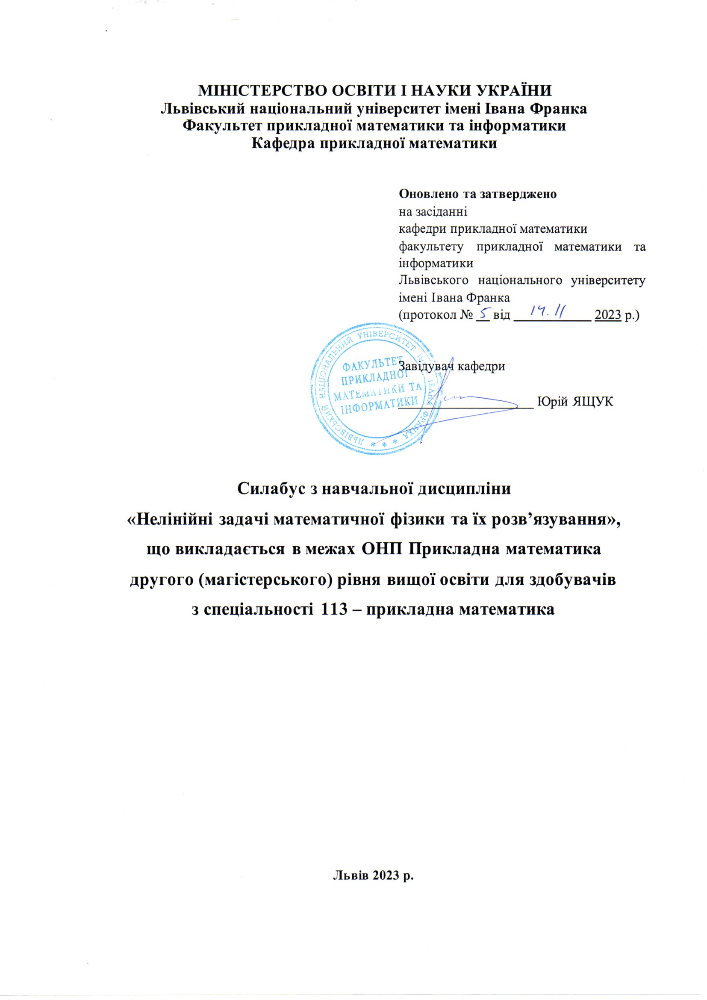 МІНІСТЕРСТВО ОСВІТИ І НАУКИ УКРАЇНИ
Львівський національний університет імені Івана Франка
Факультет прикладної математики та інформатики
Кафедра прикладної математики
Оновлено та затверджено
на засіданні
кафедри прикладної математики
факультету прикладної математики та
інформатики
Львівського національного університету
імені Івана Франка
(протокол № 5 від 14.11 2023 р.)
ЛЬВІВСЬКИЙ НАЦІОНАЛЬНИЙ УНІВЕРСИТЕТ ІМЕНІ ІВАНА ФРАНКА * * *
ФАКУЛЬТЕТ
ПРИКЛАДНОЇ
МАТЕМАТИКИ ТА
ІНФОРМАТИКИ
Завідувач кафедри
Юрій ЯЩУК
Силабус з навчальної дисципліни
«Нелінійні задачі математичної фізики та їх розв’язування»,
що викладається в межах ОНП Прикладна математика
другого (магістерського) рівня вищої освіти для здобувачів
з спеціальності 113 – прикладна математика
Львів 2023 р.